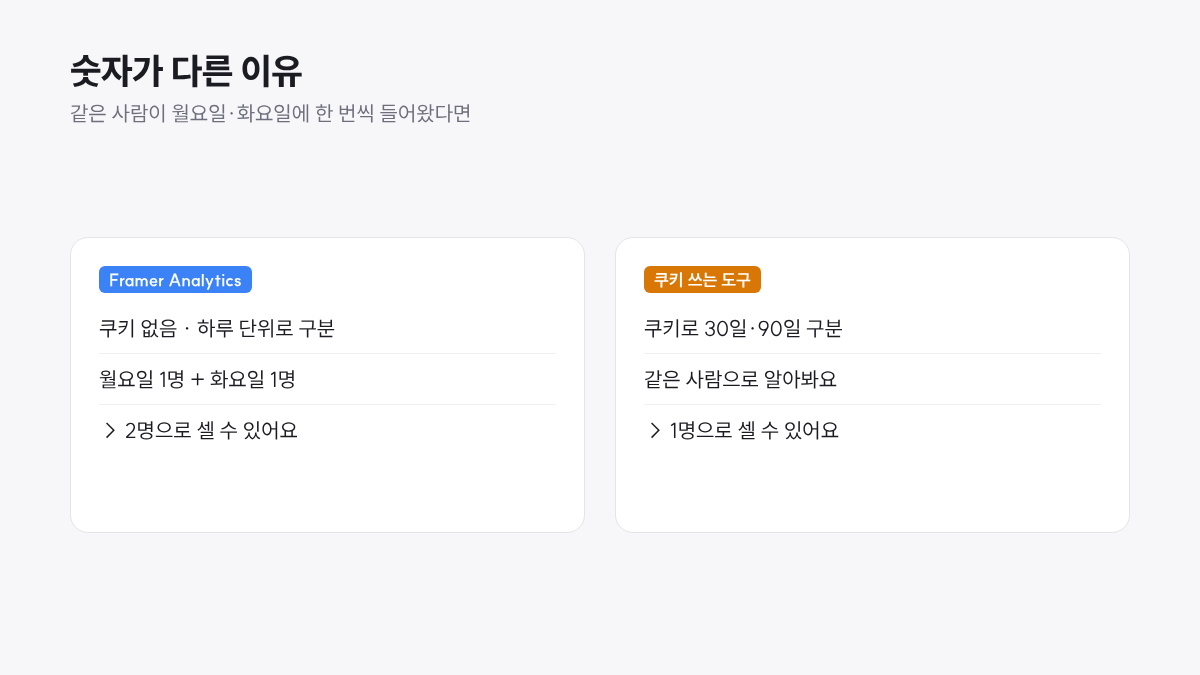 숫자가 다른 이유
같은 사람이 월요일·화요일에 한 번씩 들어왔다면
Framer Analytics
쿠키 없음 · 하루 단위로 구분
월요일 1명 + 화요일 1명
> 2명으로 셀 수 있어요
쿠키 쓰는 도구
쿠키로 30일·90일 구분
같은 사람으로 알아봐요
> 1명으로 셀 수 있어요